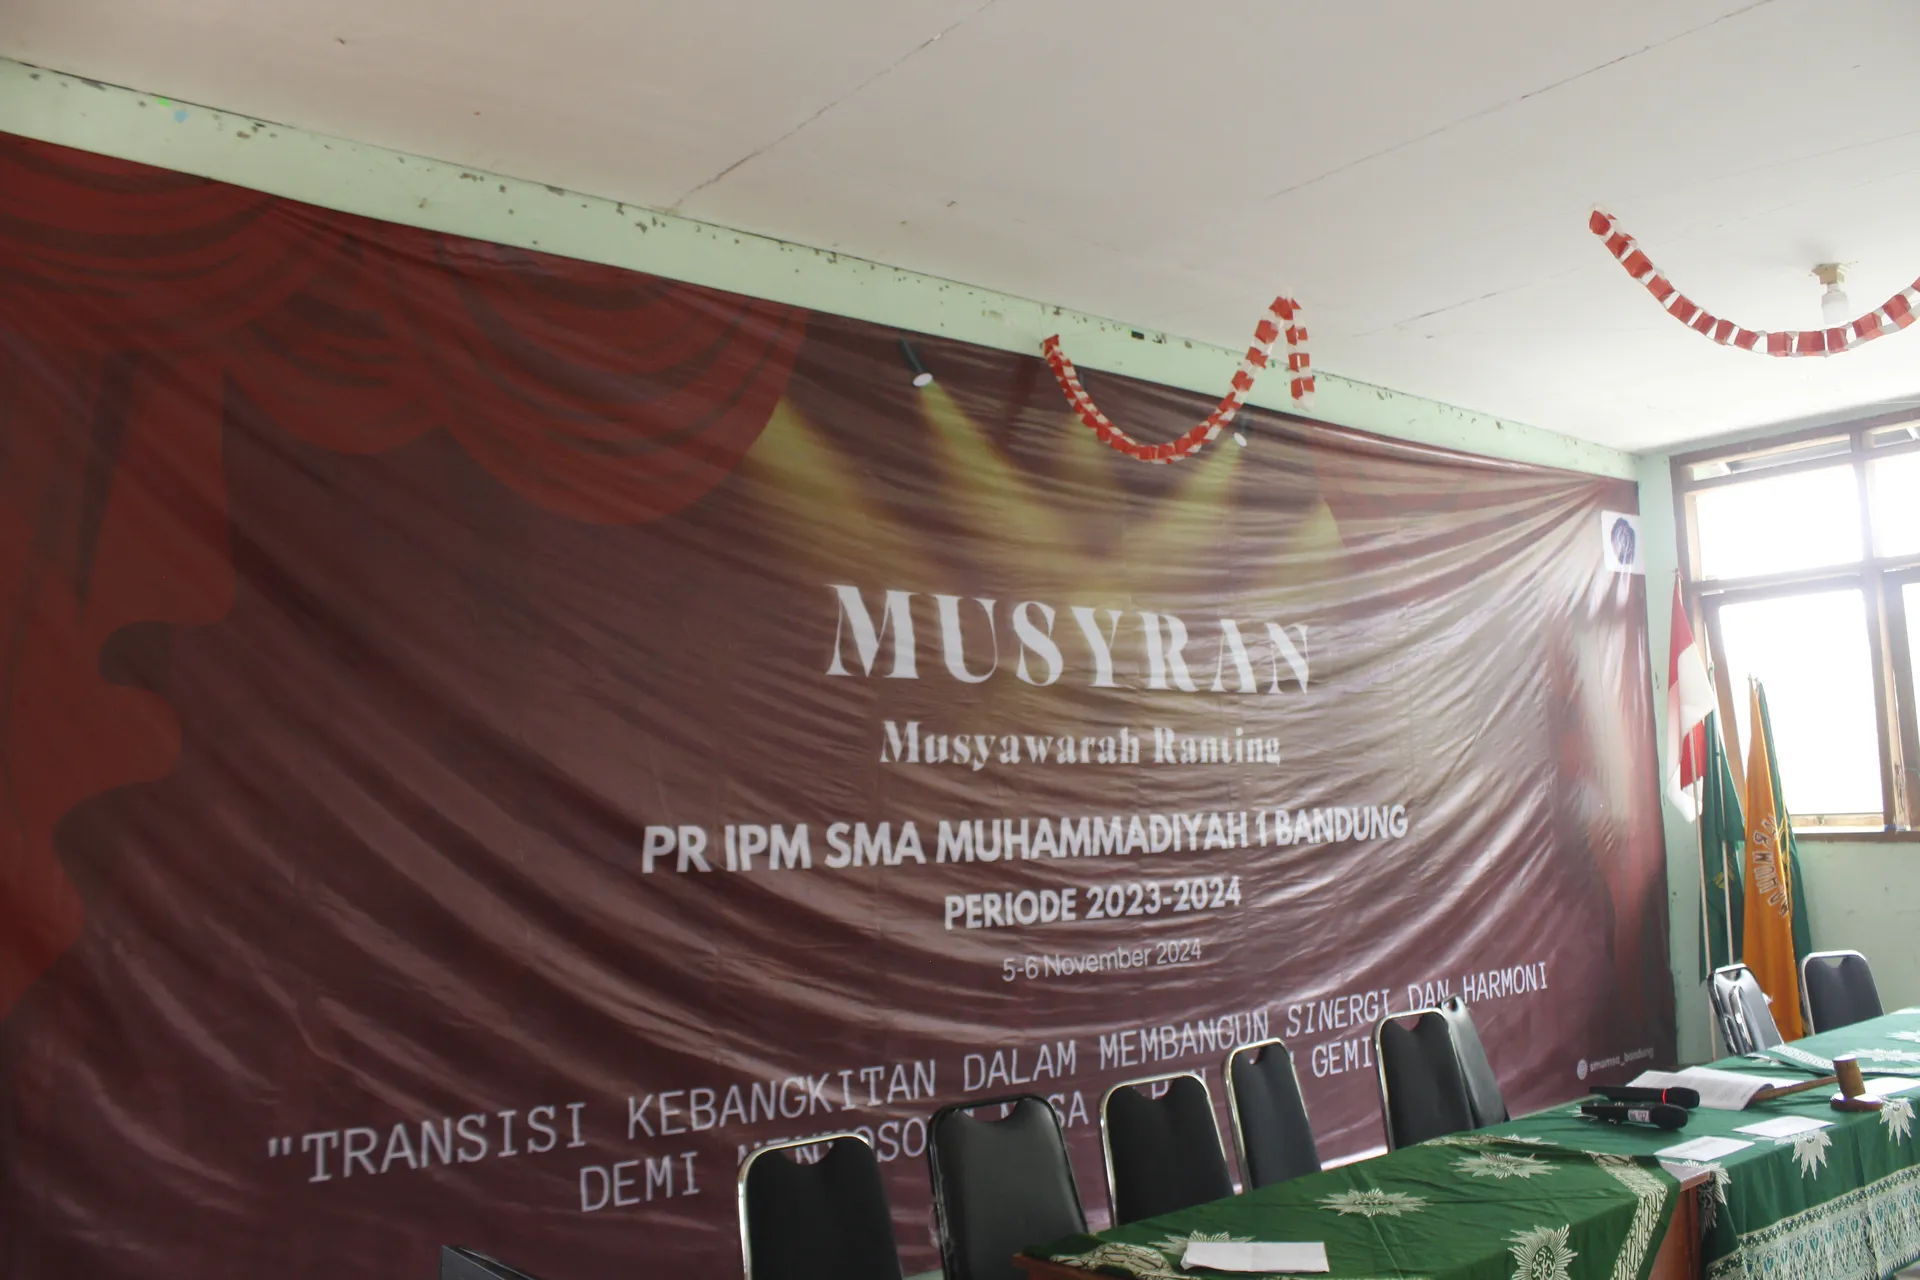 MUSYRAN
Musyawarah Ranting
PR IPM SMA MUHAMMADIYAH 1 BANDUNG
PERIODE 2023-2024
5-6 November 2024
"TRANSISI KEBANGKITAN DALAM MEMBANGUN SINERGI DAN HARMONI
DEMI
smamsa_bandung